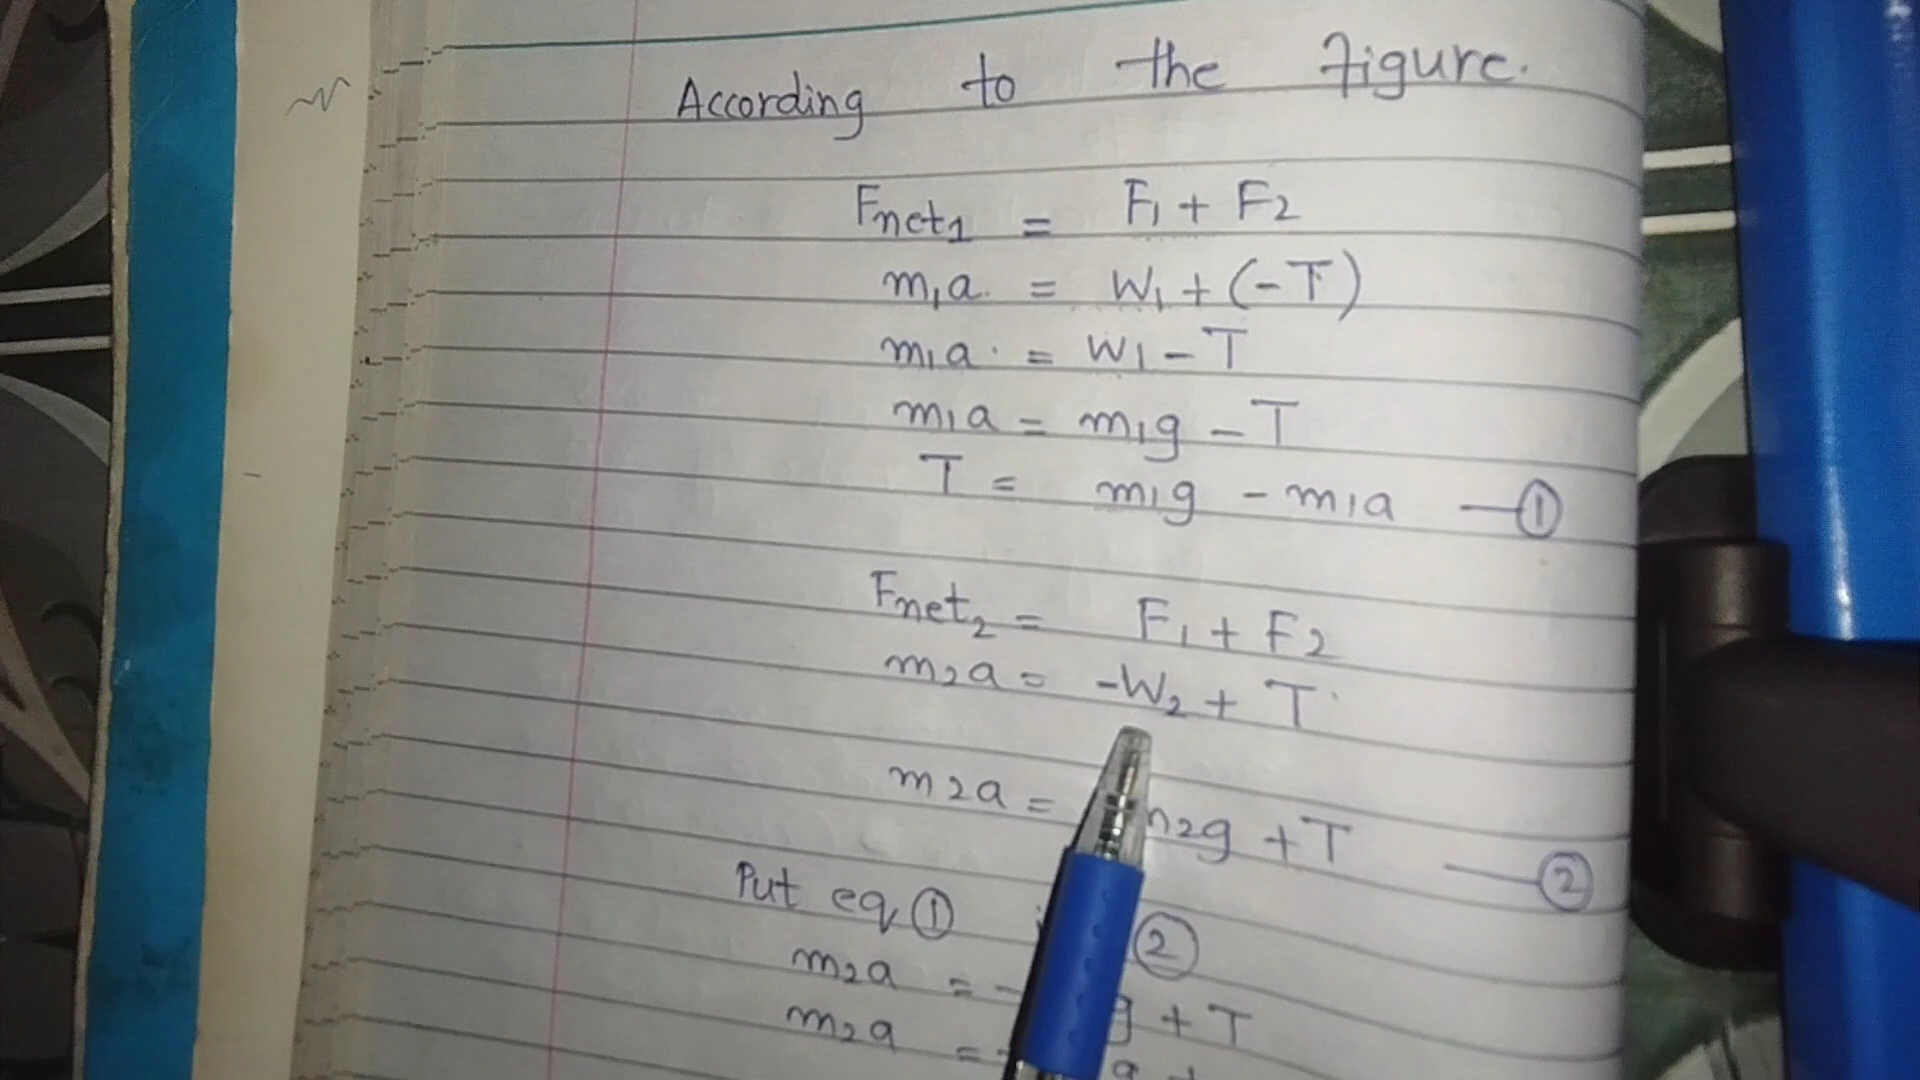 According to the figure.
Fnet1 = F1 + F2
m1a. = W1 + (-T)
m1a = W1 - T
m1a = m1g - T
T = m1g - m1a —①
Fnet2 = F1 + F2
m2a = -W2 + T
m2a = 2g + T —②
Put eq ① ②
m2a = - g + T
m2a = -